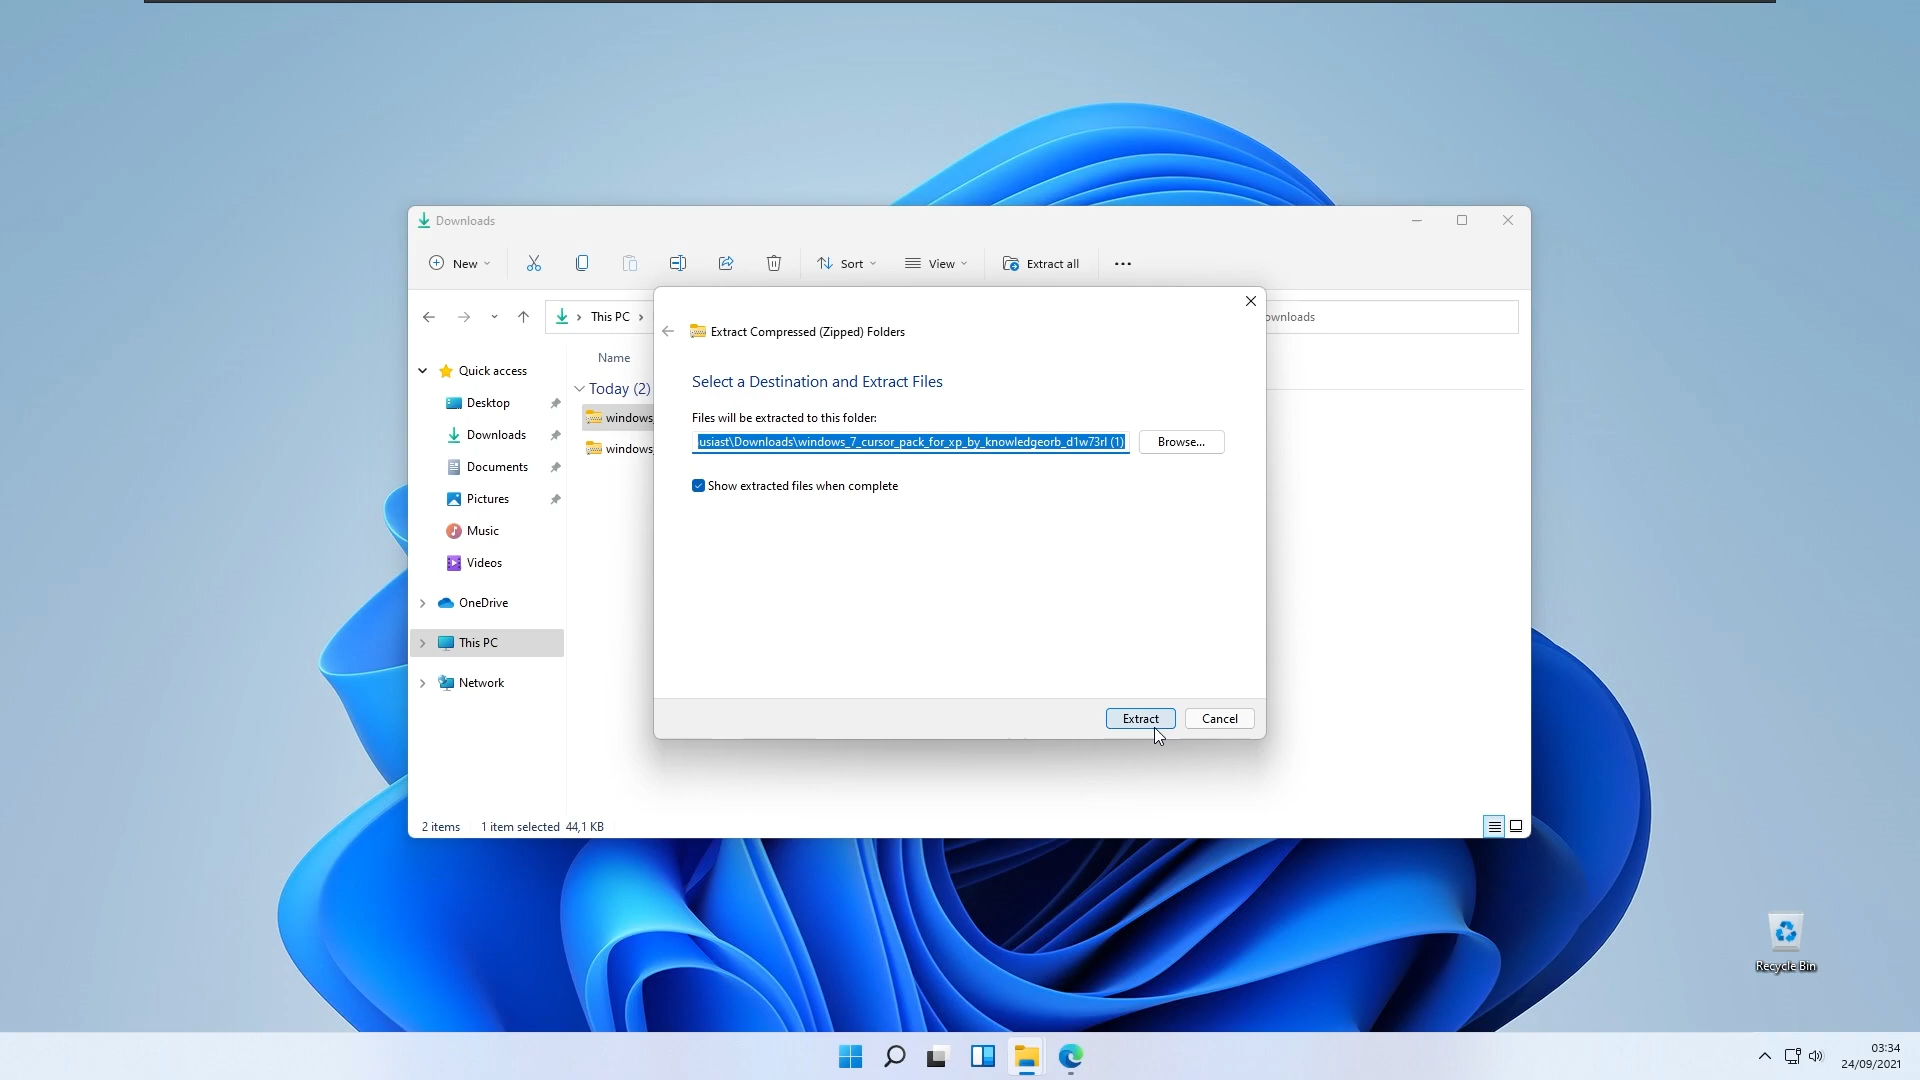 Downloads
New
Sort
View
Extract all
This PC
ownloads
Extract Compressed (Zipped) Folders
Select a Destination and Extract Files
Files will be extracted to this folder:
usiast\Downloads\windows_7_cursor_pack_for_xp_by_knowledgeorb_d1w73rl (1)
Browse...
Show extracted files when complete
Extract
Cancel
Name
Today (2)
windows_
windows_
Quick access
Desktop
Downloads
Documents
Pictures
Music
Videos
OneDrive
This PC
Network
2 items
1 item selected 44,1 KB
Recycle Bin
03:34
24/09/2021